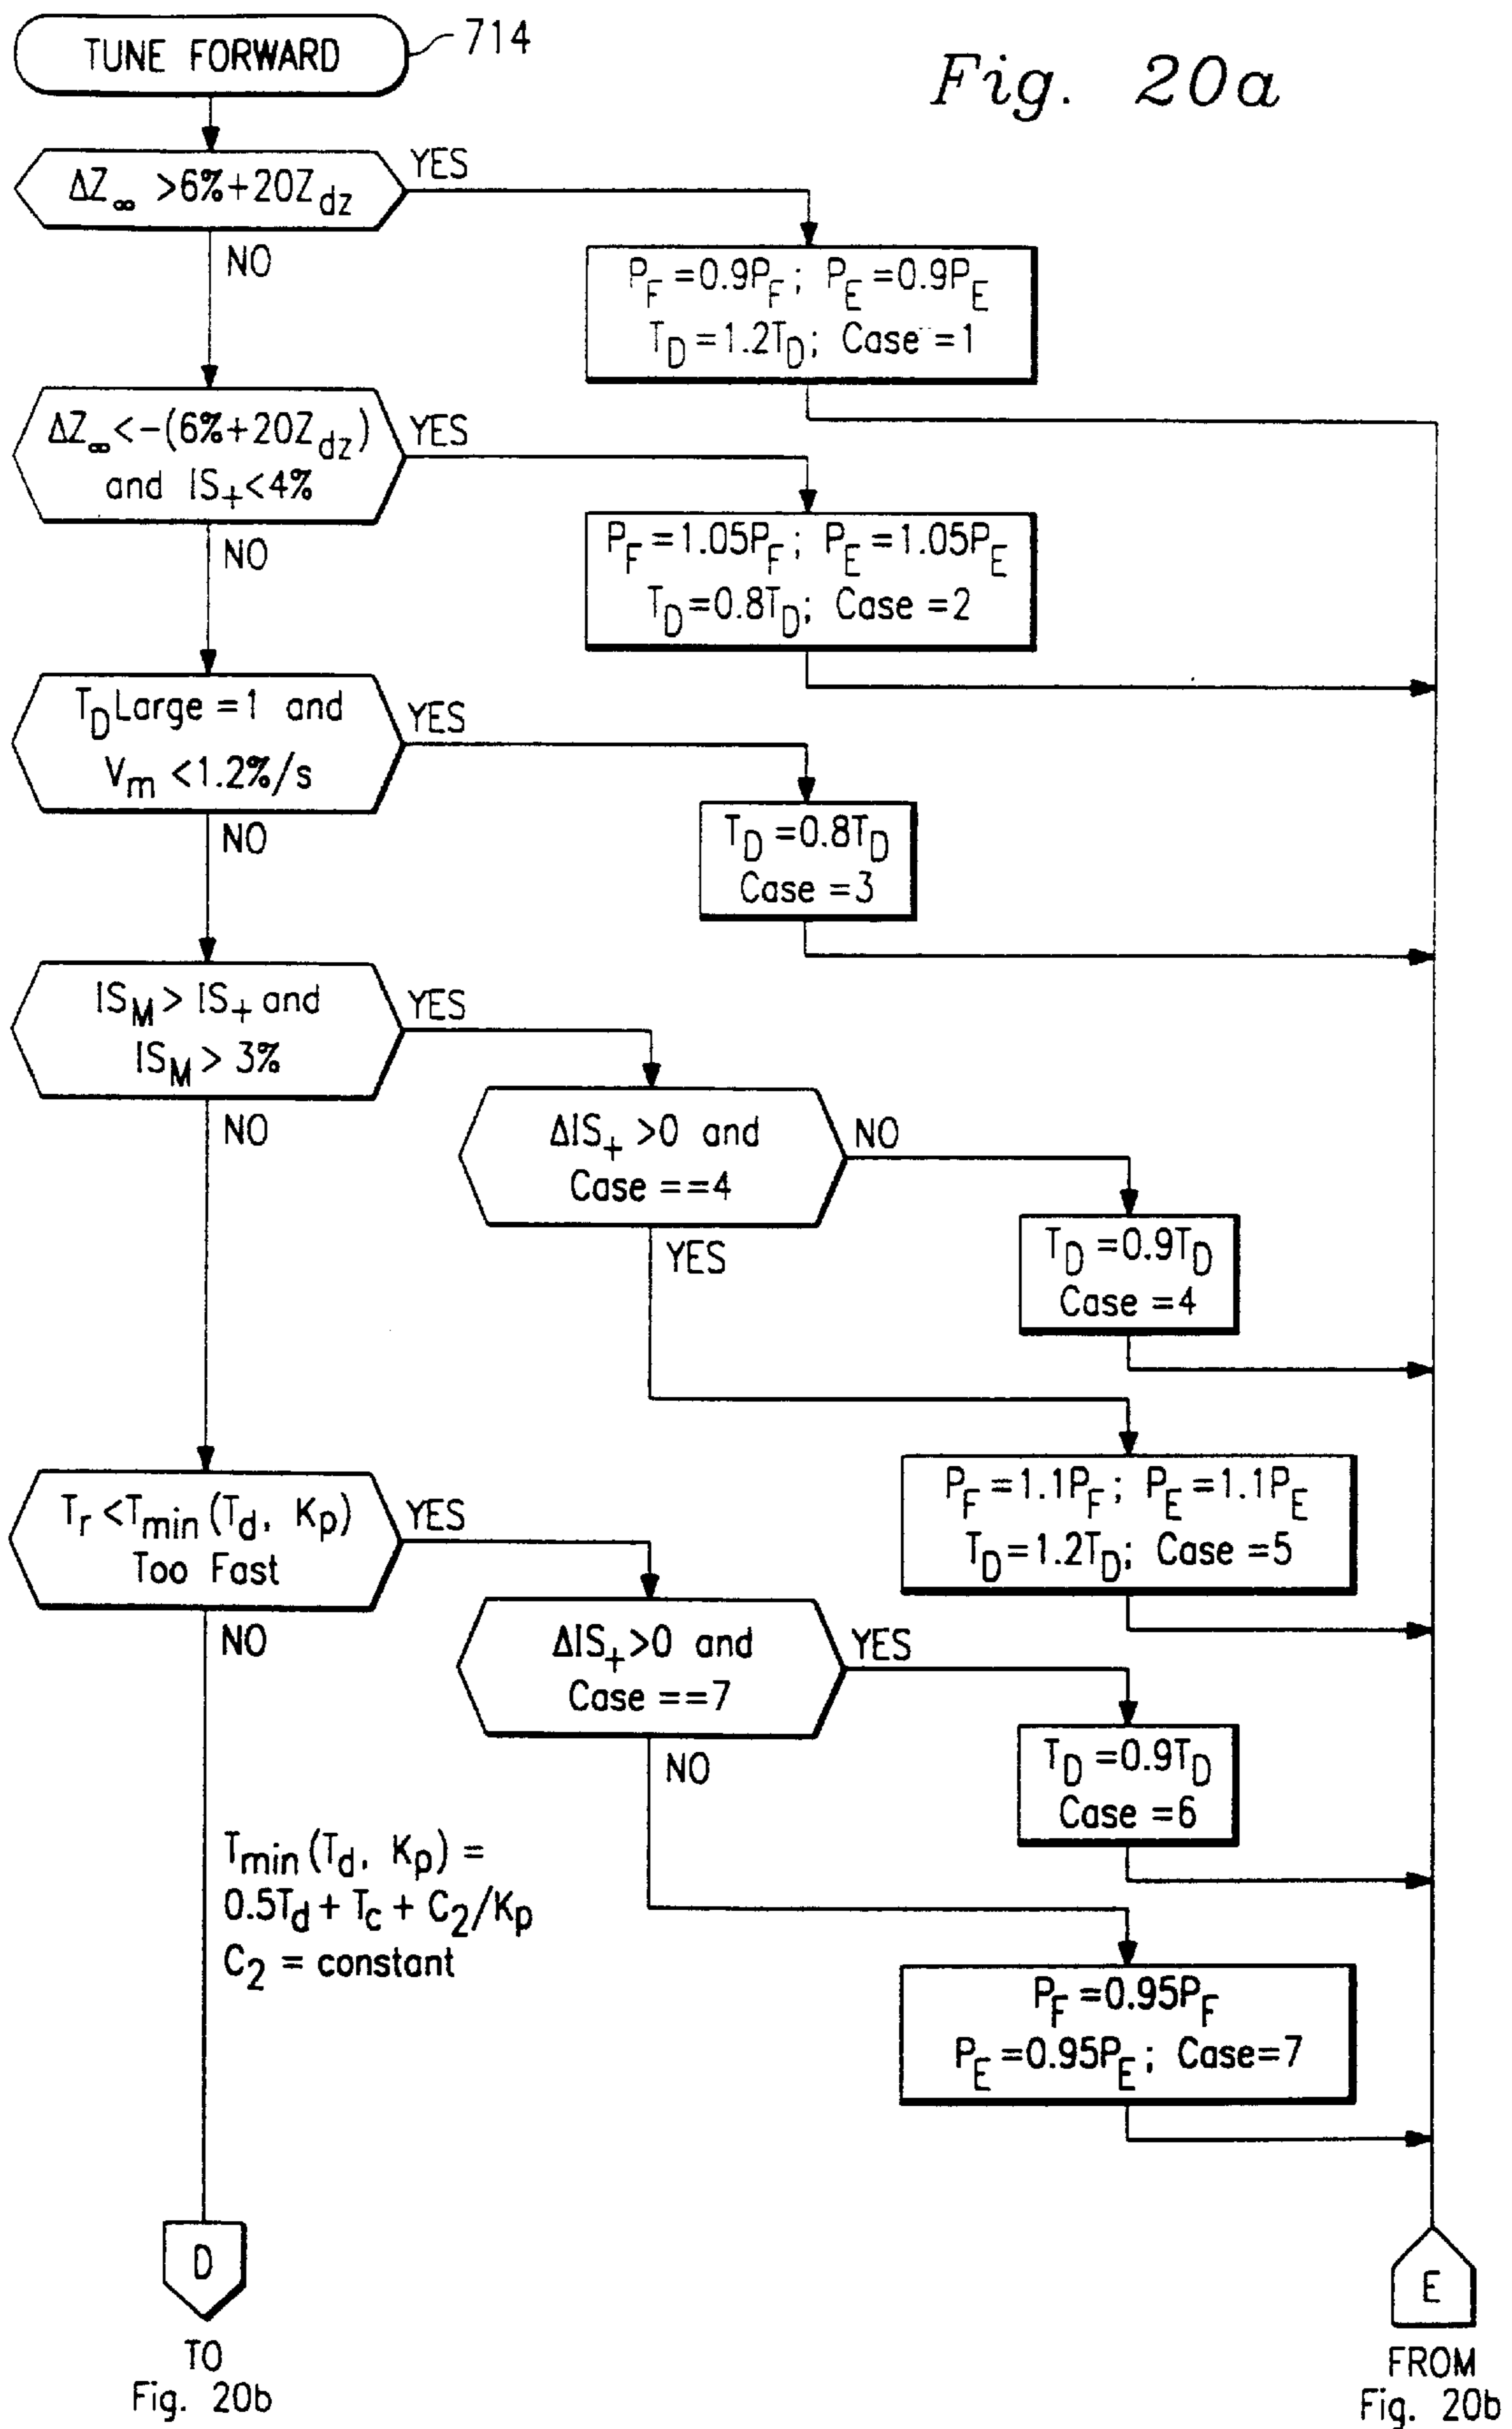 TUNE FORWARD
714
Fig. 20a
ΔZ∞ >6%+20Zdz
YES
NO
PF =0.9PF; PE =0.9PE
TD =1.2TD; Case =1
ΔZ∞ <-(6%+20Zdz)
and IS+ <4%
YES
NO
PF =1.05PF; PE =1.05PE
TD =0.8TD; Case =2
TD Large =1 and
Vm <1.2%/s
YES
NO
TD =0.8TD
Case =3
ISM > IS+ and
ISM > 3%
YES
NO
ΔIS+ >0 and
Case ==4
NO
YES
TD =0.9TD
Case =4
PF =1.1PF; PE =1.1PE
TD =1.2TD; Case =5
Tr <Tmin (Td, Kp)
Too Fast
YES
NO
ΔIS+ >0 and
Case ==7
YES
NO
TD =0.9TD
Case =6
Tmin (Td, Kp) =
0.5Td + Tc + C2/Kp
C2 = constant
PF =0.95PF
PE =0.95PE; Case=7
D
TO
Fig. 20b
E
FROM
Fig. 20b